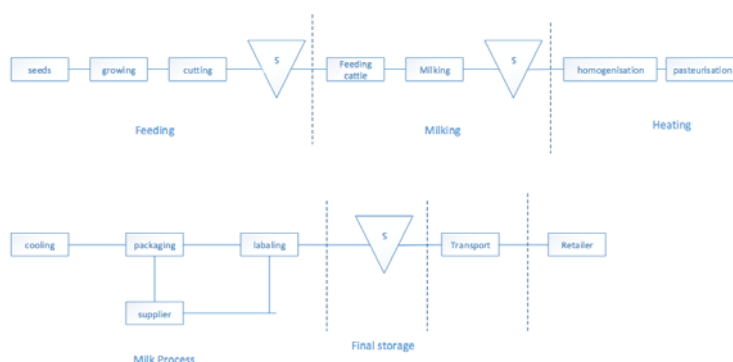 seeds
growing
cutting
S
Feeding
cattle
Milking
S
homogenisation
pasteurisation
Feeding
Milking
Heating
cooling
packaging
labaling
S
Transport
Retailer
supplier
Final storage
Milk Process